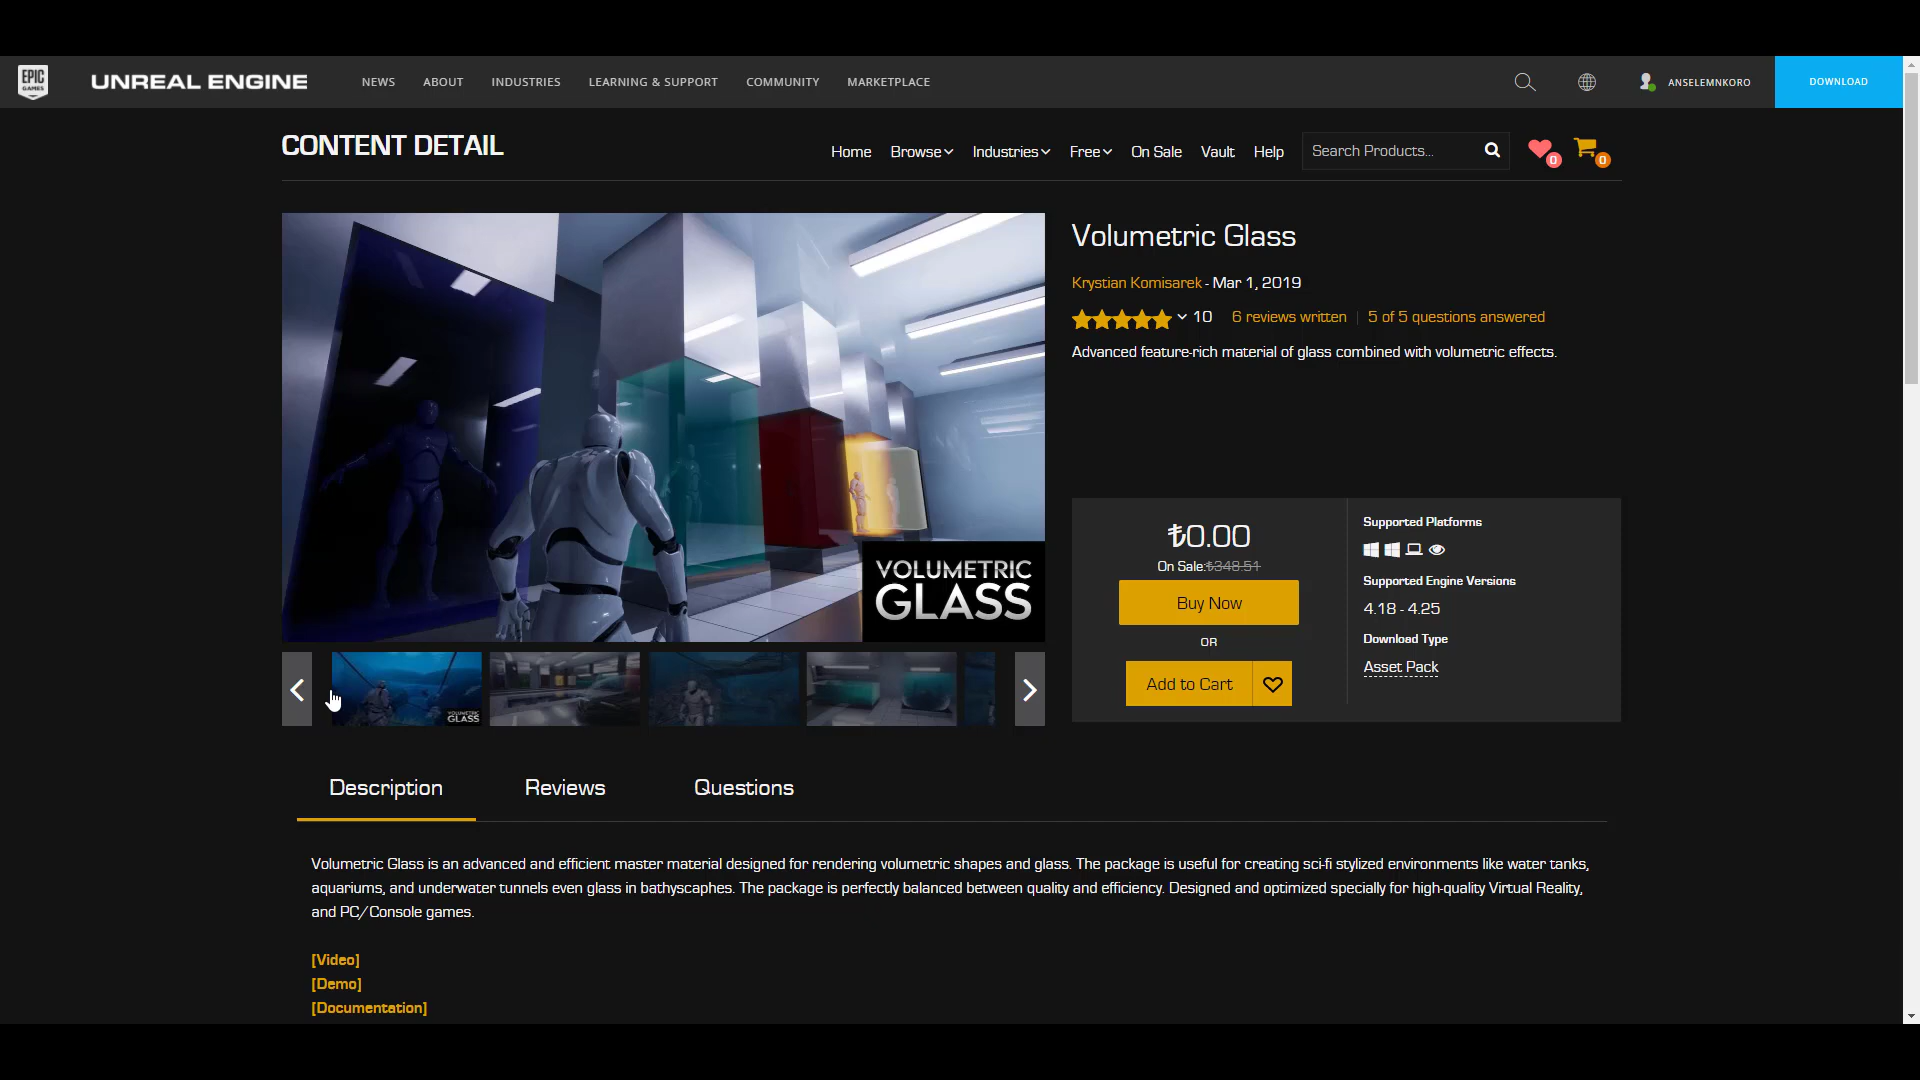 EPIC
GAMES
UNREAL ENGINE
NEWS
ABOUT
INDUSTRIES
LEARNING & SUPPORT
COMMUNITY
MARKETPLACE
ANSELEMNKORO
DOWNLOAD
CONTENT DETAIL
Home
Browse
Industries
Free
On Sale
Vault
Help
Search Products...
0
0
VOLUMETRIC
GLASS
VOLUMETRIC
GLASS
Volumetric Glass
Krystian Komisarek - Mar 1, 2019
10 6 reviews written 5 of 5 questions answered
Advanced feature-rich material of glass combined with volumetric effects.
₺0.00
On Sale:₺348.51
Buy Now
OR
Add to Cart
Supported Platforms
Supported Engine Versions
4.18 - 4.25
Download Type
Asset Pack
Description
Reviews
Questions
Volumetric Glass is an advanced and efficient master material designed for rendering volumetric shapes and glass. The package is useful for creating sci-fi stylized environments like water tanks,
aquariums, and underwater tunnels even glass in bathyscaphes. The package is perfectly balanced between quality and efficiency. Designed and optimized specially for high-quality Virtual Reality,
and PC/Console games.
[Video]
[Demo]
[Documentation]